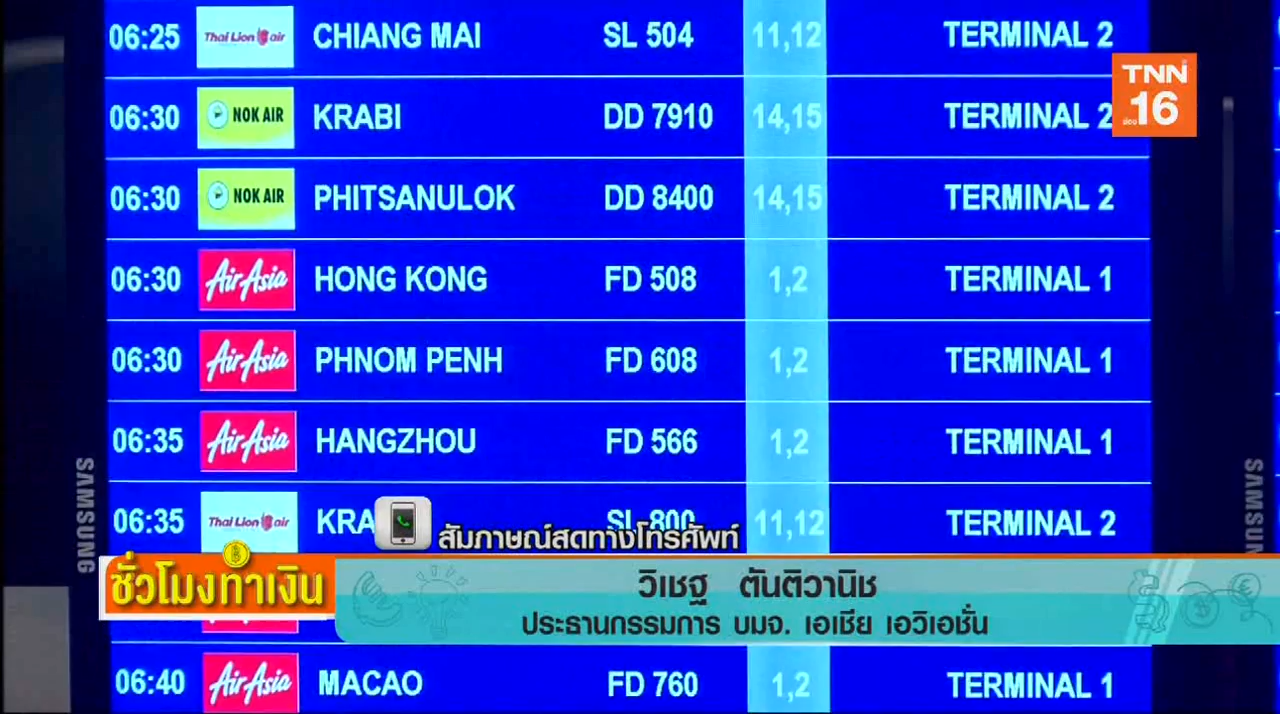 06:25 Thai Lion air CHIANG MAI SL 504 11,12 TERMINAL 2
TNN
ช่อง 16
06:30 NOK AIR KRABI DD 7910 14,15 TERMINAL 2
06:30 NOK AIR PHITSANULOK DD 8400 14,15 TERMINAL 2
06:30 AirAsia HONG KONG FD 508 1,2 TERMINAL 1
06:30 AirAsia PHNOM PENH FD 608 1,2 TERMINAL 1
06:35 AirAsia HANGZHOU FD 566 1,2 TERMINAL 1
06:35 Thai Lion air KRA SL 800 11,12 TERMINAL 2
SAMSUNG
SAMSUNG
สัมภาษณ์สดทางโทรศัพท์
ชั่วโมงทำเงิน
วิเชฐ ตันติวานิช
ประธานกรรมการ บมจ. เอเชีย เอวิเอชั่น
06:40 AirAsia MACAO FD 760 1,2 TERMINAL 1